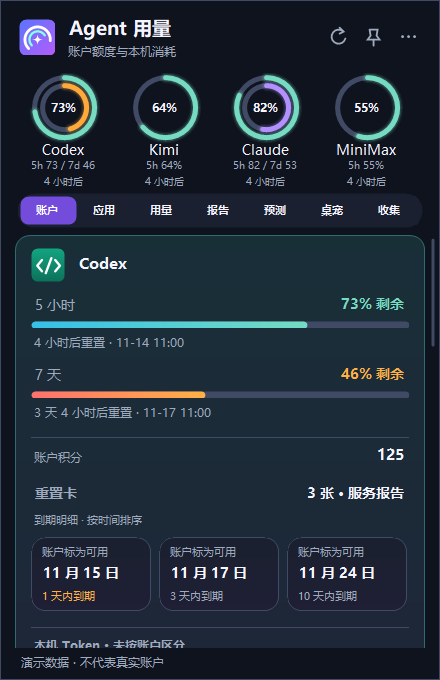 Agent 用量
账户额度与本机消耗
73% 64% 82% 55%
Codex Kimi Claude MiniMax
5h 73 / 7d 46 5h 64% 5h 82 / 7d 53 5h 55%
4 小时后 4 小时后 4 小时后 4 小时后
账户 应用 用量 报告 预测 桌宠 收集
Codex
5 小时 73% 剩余
4 小时后重置 · 11-14 11:00
7 天 46% 剩余
3 天 4 小时后重置 · 11-17 11:00
账户积分 125
重置卡 3 张 • 服务报告
到期明细 · 按时间排序
账户标为可用 账户标为可用 账户标为可用
11 月 15 日 11 月 17 日 11 月 24 日
1 天内到期 3 天内到期 10 天内到期
本机 Token • 未按账户区分
演示数据 · 不代表真实账户